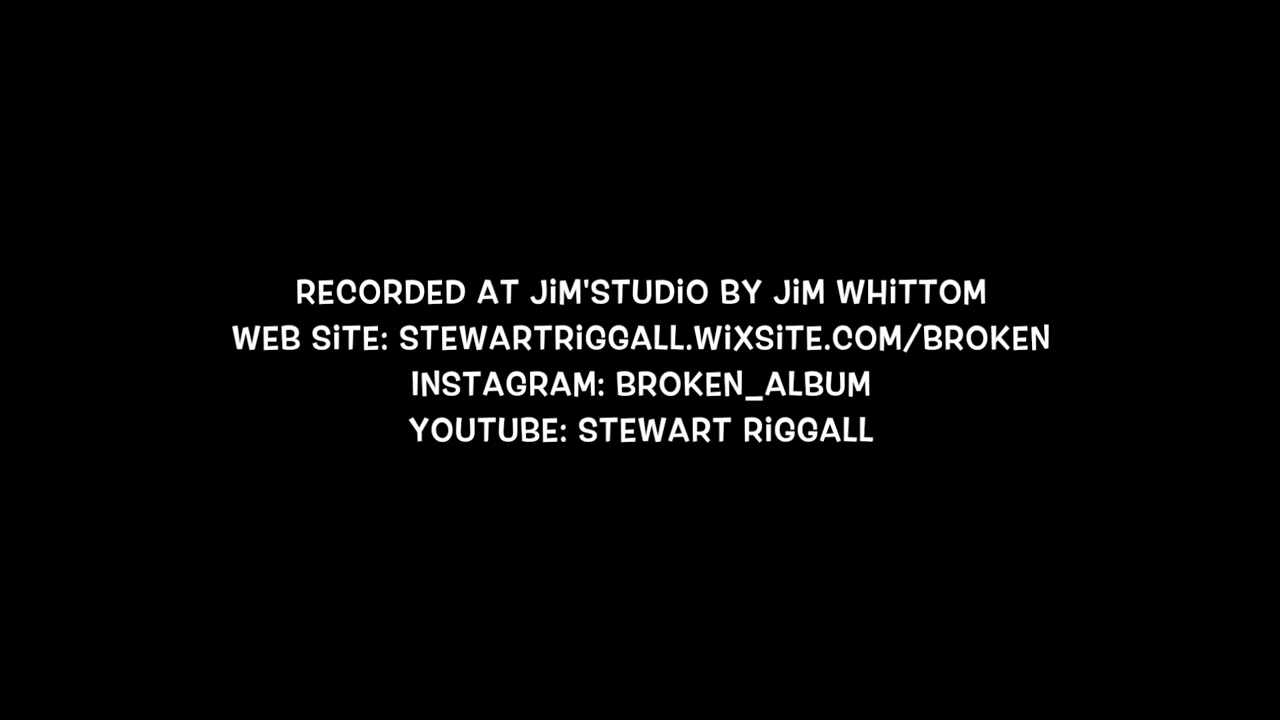 RECORDED AT JiM'STUDiO BY JiM WHiTTOM
WEB SiTE: STEWARTRiGGALL.WiXSiTE.COM/BROKEN
INSTAGRAM: BROKEN_ALBUM
YOUTUBE: STEWART RiGGALL